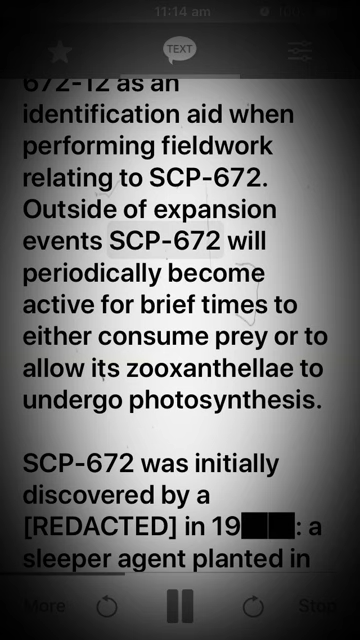 11:14 am
TEXT
672-12 as an
identification aid when
performing fieldwork
relating to SCP-672.
Outside of expansion
events SCP-672 will
periodically become
active for brief times to
either consume prey or to
allow its zooxanthellae to
undergo photosynthesis.
SCP-672 was initially
discovered by a
[REDACTED] in 19██: a
sleeper agent planted in
More
Stop